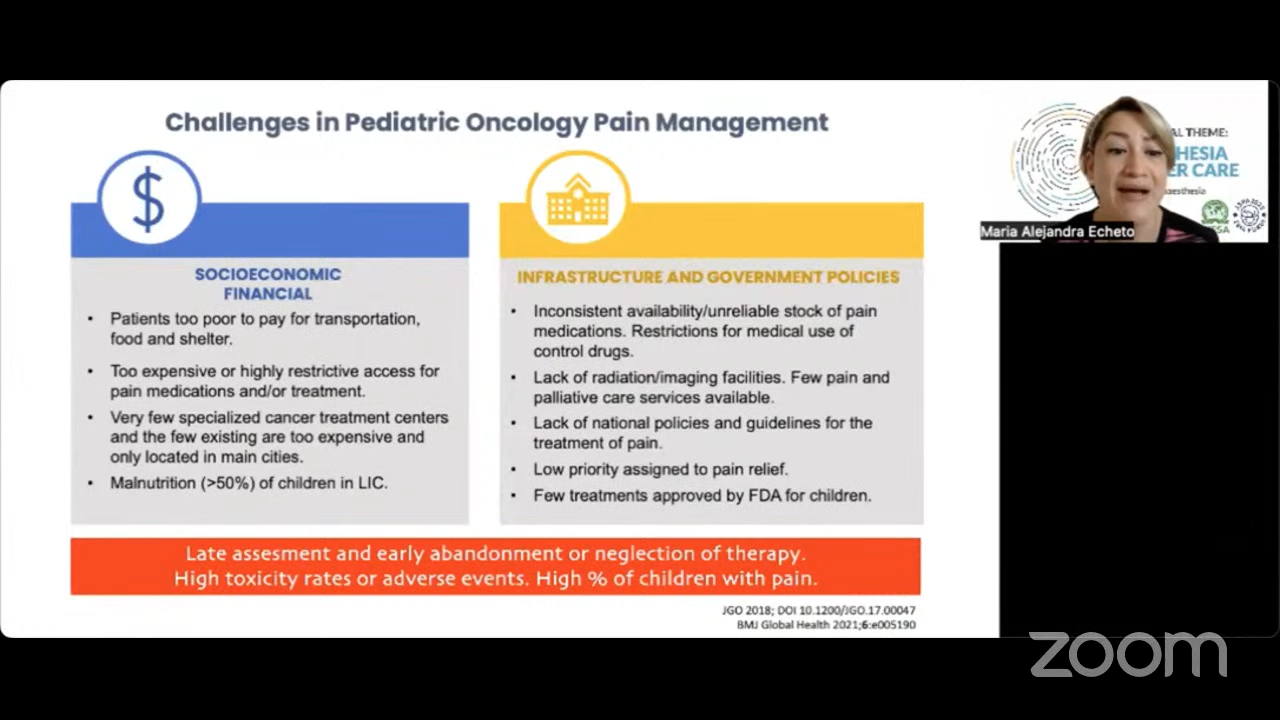 Challenges in Pediatric Oncology Pain Management
SOCIOECONOMIC
FINANCIAL
• Patients too poor to pay for transportation,
food and shelter.
• Too expensive or highly restrictive access for
pain medications and/or treatment.
• Very few specialized cancer treatment centers
and the few existing are too expensive and
only located in main cities.
• Malnutrition (>50%) of children in LIC.
INFRASTRUCTURE AND GOVERNMENT POLICIES
• Inconsistent availability/unreliable stock of pain
medications. Restrictions for medical use of
control drugs.
• Lack of radiation/imaging facilities. Few pain and
palliative care services available.
• Lack of national policies and guidelines for the
treatment of pain.
• Low priority assigned to pain relief.
• Few treatments approved by FDA for children.
Late assesment and early abandonment or neglection of therapy.
High toxicity rates or adverse events. High % of children with pain.
JGO 2018; DOI 10.1200/JGO.17.00047
BMJ Global Health 2021;6:e005190
AL THEME:
HESIA
ER CARE
aesthesia
Maria Alejandra Echeto
zoom